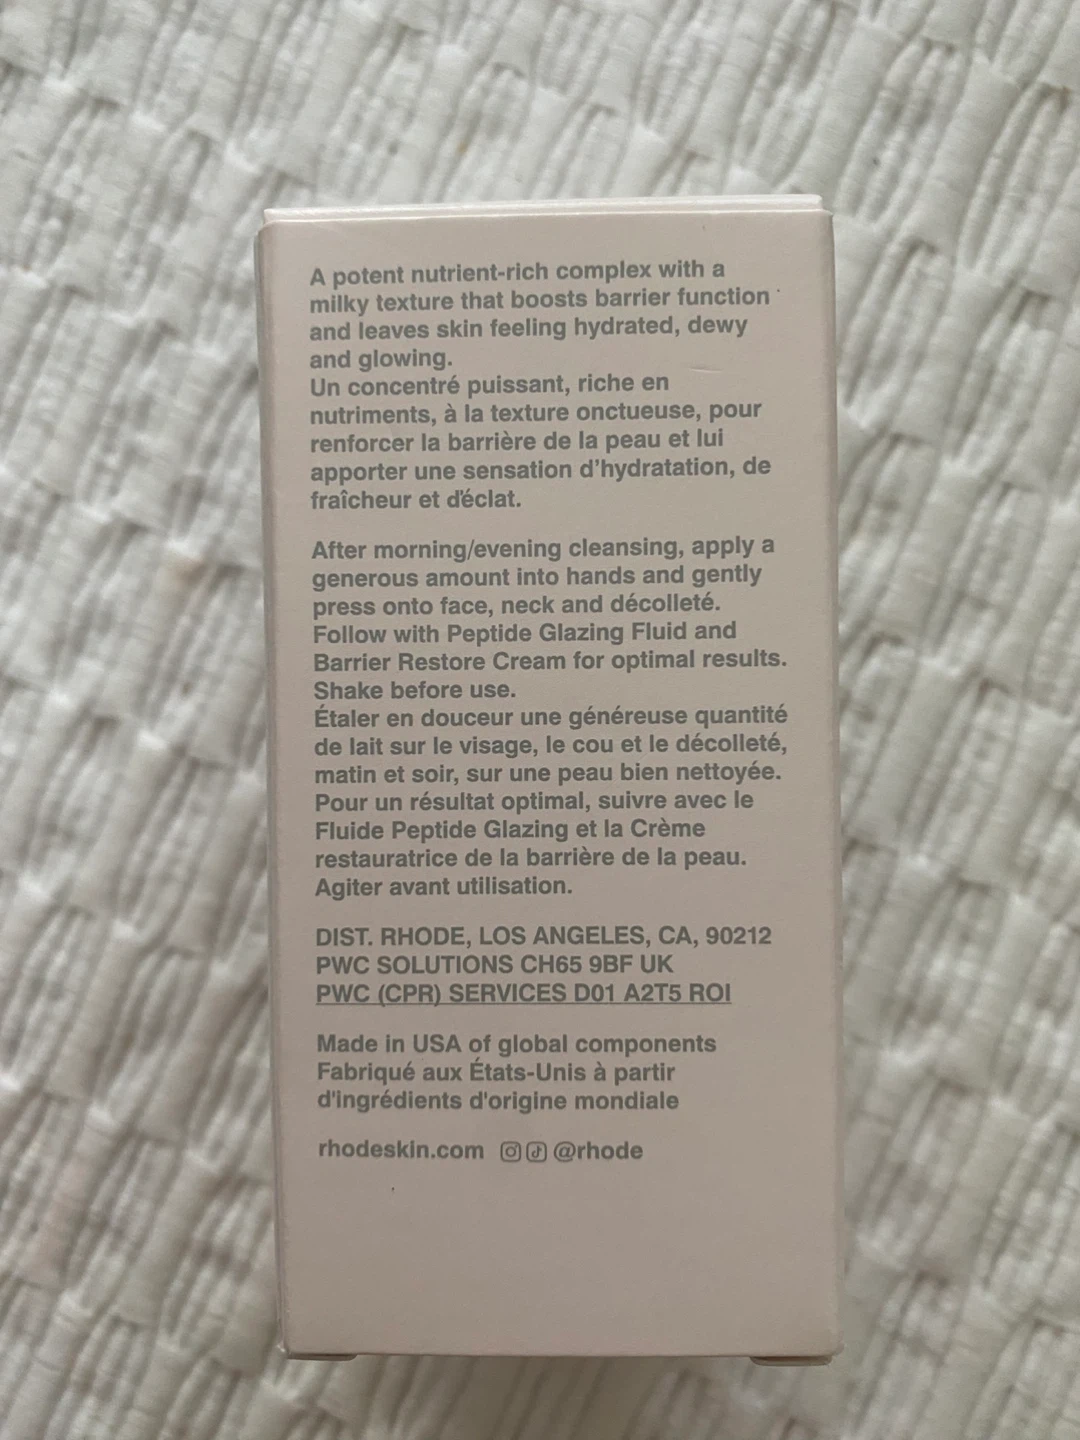 A potent nutrient-rich complex with a
milky texture that boosts barrier function
and leaves skin feeling hydrated, dewy
and glowing.
Un concentré puissant, riche en
nutriments, à la texture onctueuse, pour
renforcer la barrière de la peau et lui
apporter une sensation d'hydratation, de
fraîcheur et d'éclat.
After morning/evening cleansing, apply a
generous amount into hands and gently
press onto face, neck and décolleté.
Follow with Peptide Glazing Fluid and
Barrier Restore Cream for optimal results.
Shake before use.
Étaler en douceur une généreuse quantité
de lait sur le visage, le cou et le décolleté,
matin et soir, sur une peau bien nettoyée.
Pour un résultat optimal, suivre avec le
Fluide Peptide Glazing et la Crème
restauratrice de la barrière de la peau.
Agiter avant utilisation.
DIST. RHODE, LOS ANGELES, CA, 90212
PWC SOLUTIONS CH65 9BF UK
PWC (CPR) SERVICES D01 A2T5 ROI
Made in USA of global components
Fabriqué aux États-Unis à partir
d'ingrédients d'origine mondiale
rhodeskin.com @rhode